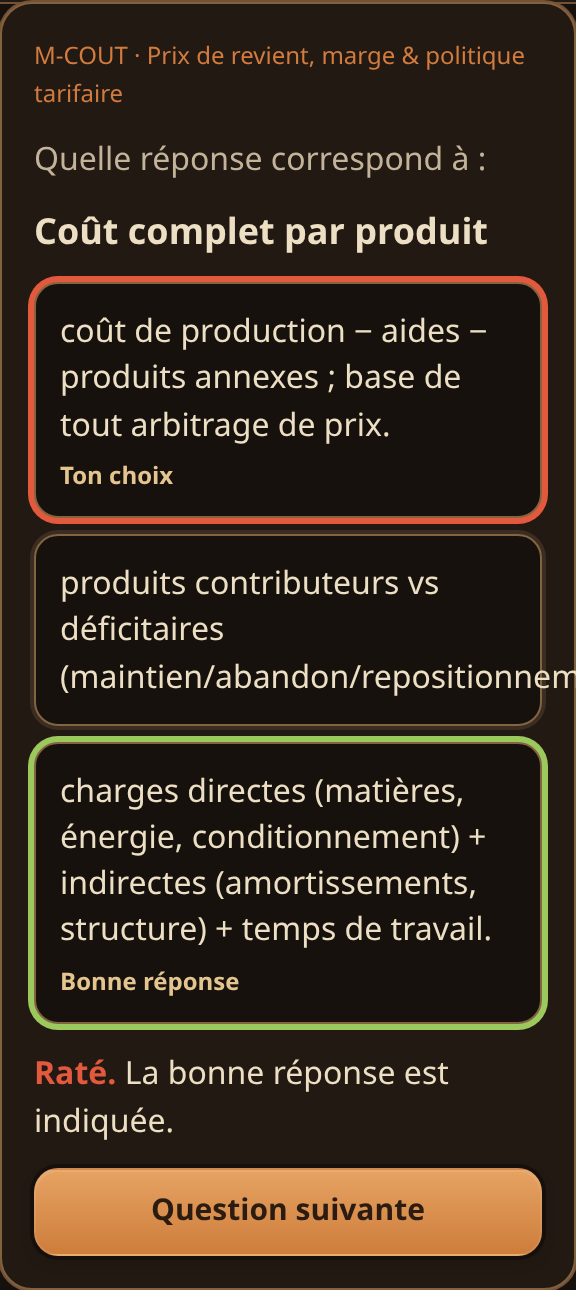 M-COUT · Prix de revient, marge & politique
tarifaire
Quelle réponse correspond à :
Coût complet par produit
coût de production − aides −
produits annexes ; base de
tout arbitrage de prix.
Ton choix
produits contributeurs vs
déficitaires
(maintien/abandon/repositionnem
charges directes (matières,
énergie, conditionnement) +
indirectes (amortissements,
structure) + temps de travail.
Bonne réponse
Raté. La bonne réponse est
indiquée.
Question suivante